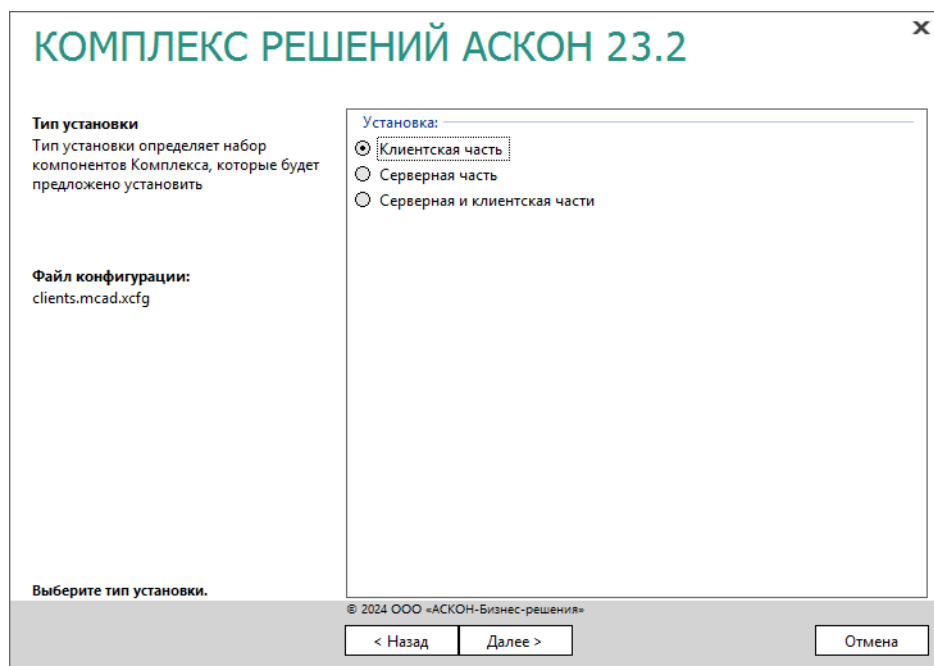 КОМПЛЕКС РЕШЕНИЙ АСКОН 23.2
x
Тип установки
Тип установки определяет набор
компонентов Комплекса, которые будет
предложено установить
Файл конфигурации:
clients.mcad.xcfg
Выберите тип установки.
Установка:
Клиентская часть
Серверная часть
Серверная и клиентская части
© 2024 ООО «АСКОН-Бизнес-решения»
< Назад
Далее >
Отмена